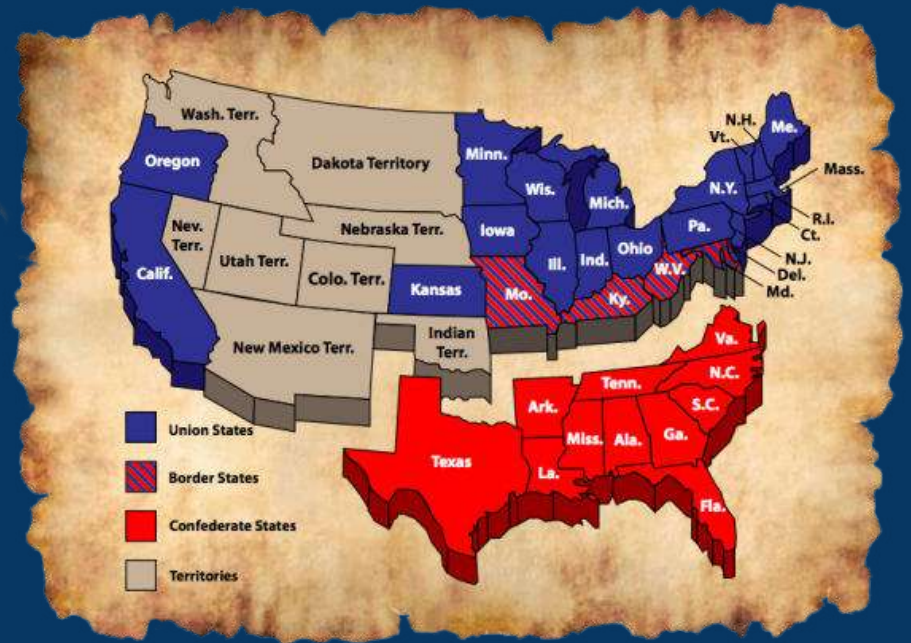 Wash. Terr.
Oregon
Dakota Territory
Minn.
N.H.
Vt.
Me.
Mass.
Wis.
Mich.
N.Y.
R.I.
Ct.
Nev.
Terr.
Nebraska Terr.
Iowa
Pa.
N.J.
Calif.
Utah Terr.
Colo. Terr.
Kansas
Ill.
Ind.
Ohio
W.V.
Del.
Md.
Mo.
Ky.
New Mexico Terr.
Indian
Terr.
Va.
Tenn.
N.C.
Ark.
S.C.
Miss.
Ala.
Ga.
Texas
La.
Fla.
Union States
Border States
Confederate States
Territories